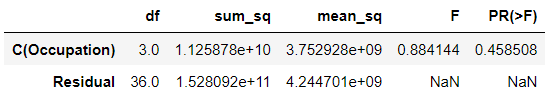 df sum_sq mean_sq F PR(>F)
C(Occupation) 3.0 1.125878e+10 3.752928e+09 0.884144 0.458508
Residual 36.0 1.528092e+11 4.244701e+09 NaN NaN